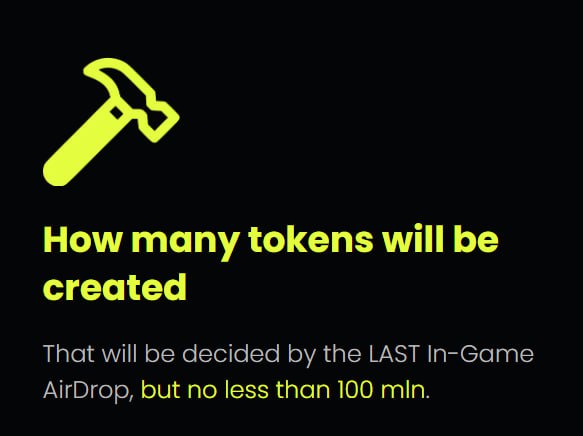 How many tokens will be
created
That will be decided by the LAST In-Game
AirDrop, but no less than 100 mln.